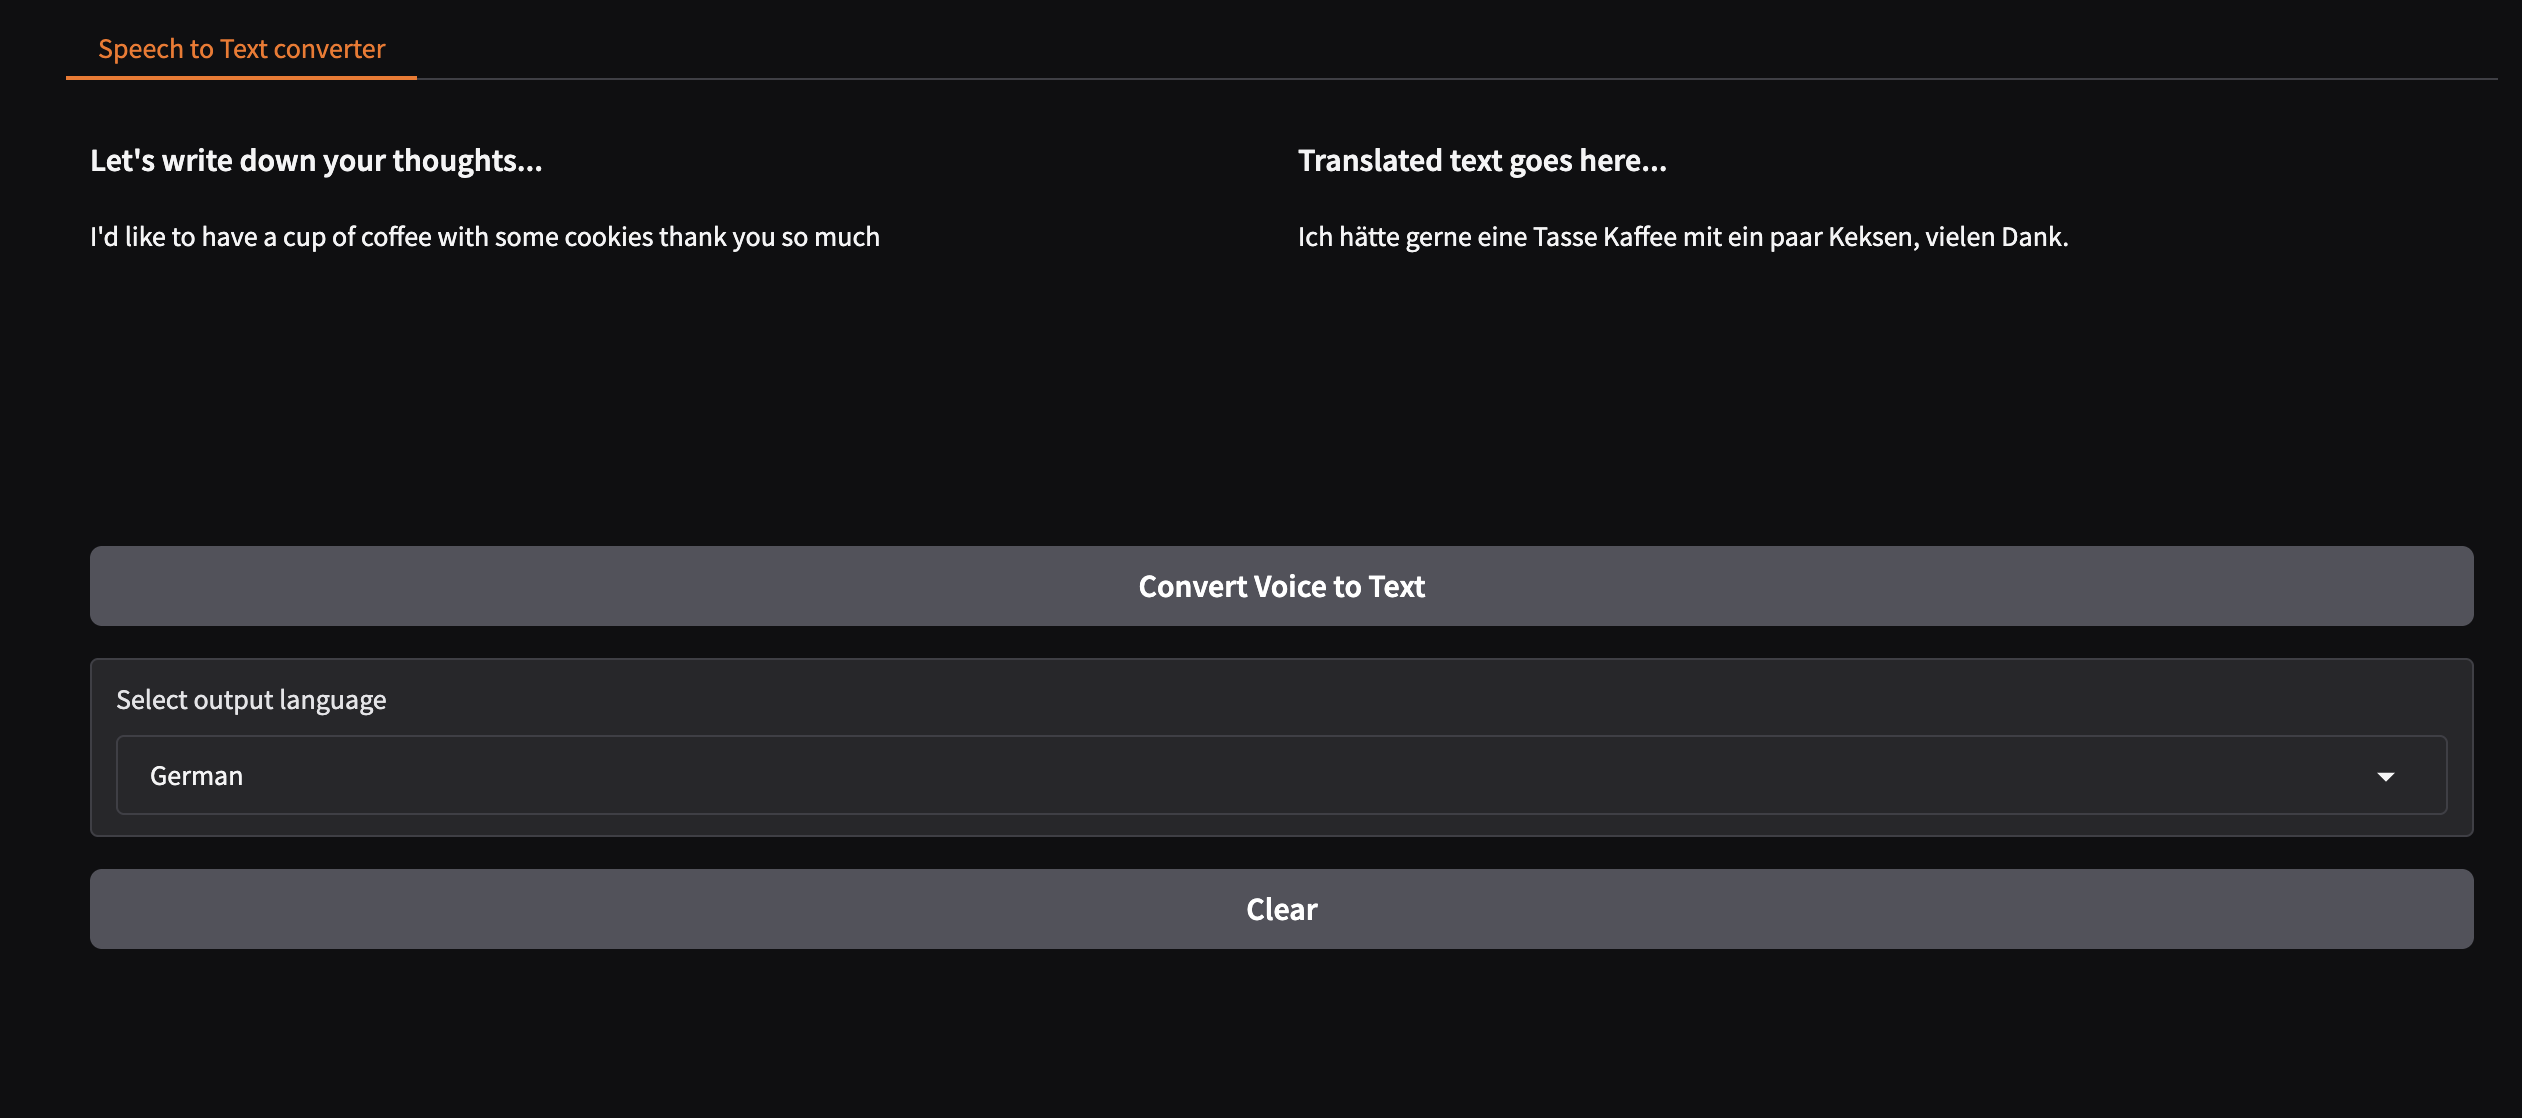 Speech to Text converter
Let's write down your thoughts...
Translated text goes here...
I'd like to have a cup of coffee with some cookies thank you so much
Ich hätte gerne eine Tasse Kaffee mit ein paar Keksen, vielen Dank.
Convert Voice to Text
Select output language
German
Clear